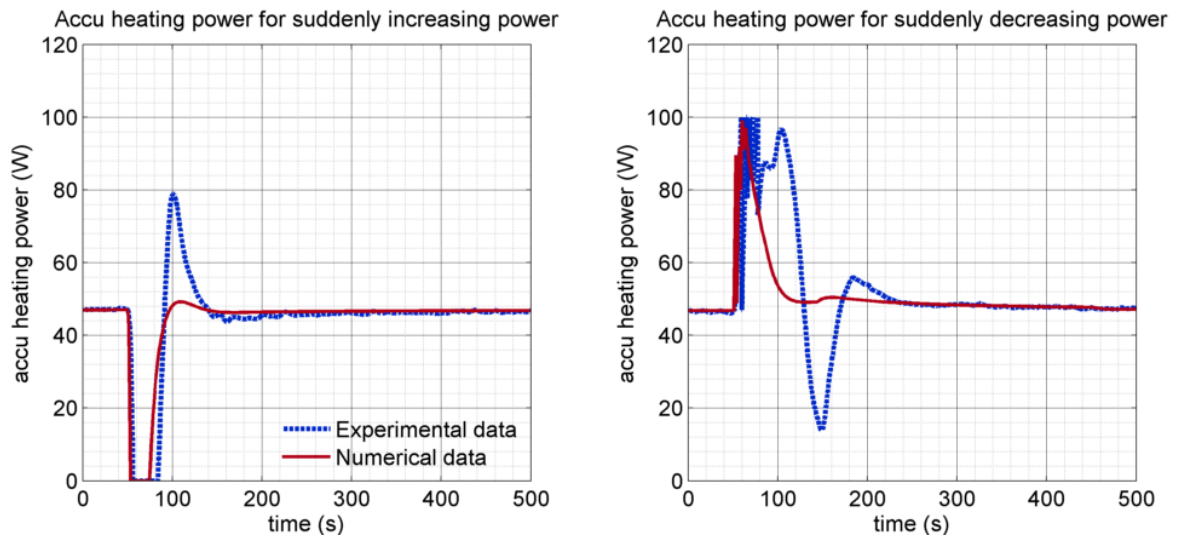 Accu heating power for suddenly increasing power
120
100
80
60
40
20
0
accu heating power (W)
Experimental data
Numerical data
0 100 200 300 400 500
time (s)
Accu heating power for suddenly decreasing power
120
100
80
60
40
20
0
accu heating power (W)
0 100 200 300 400 500
time (s)